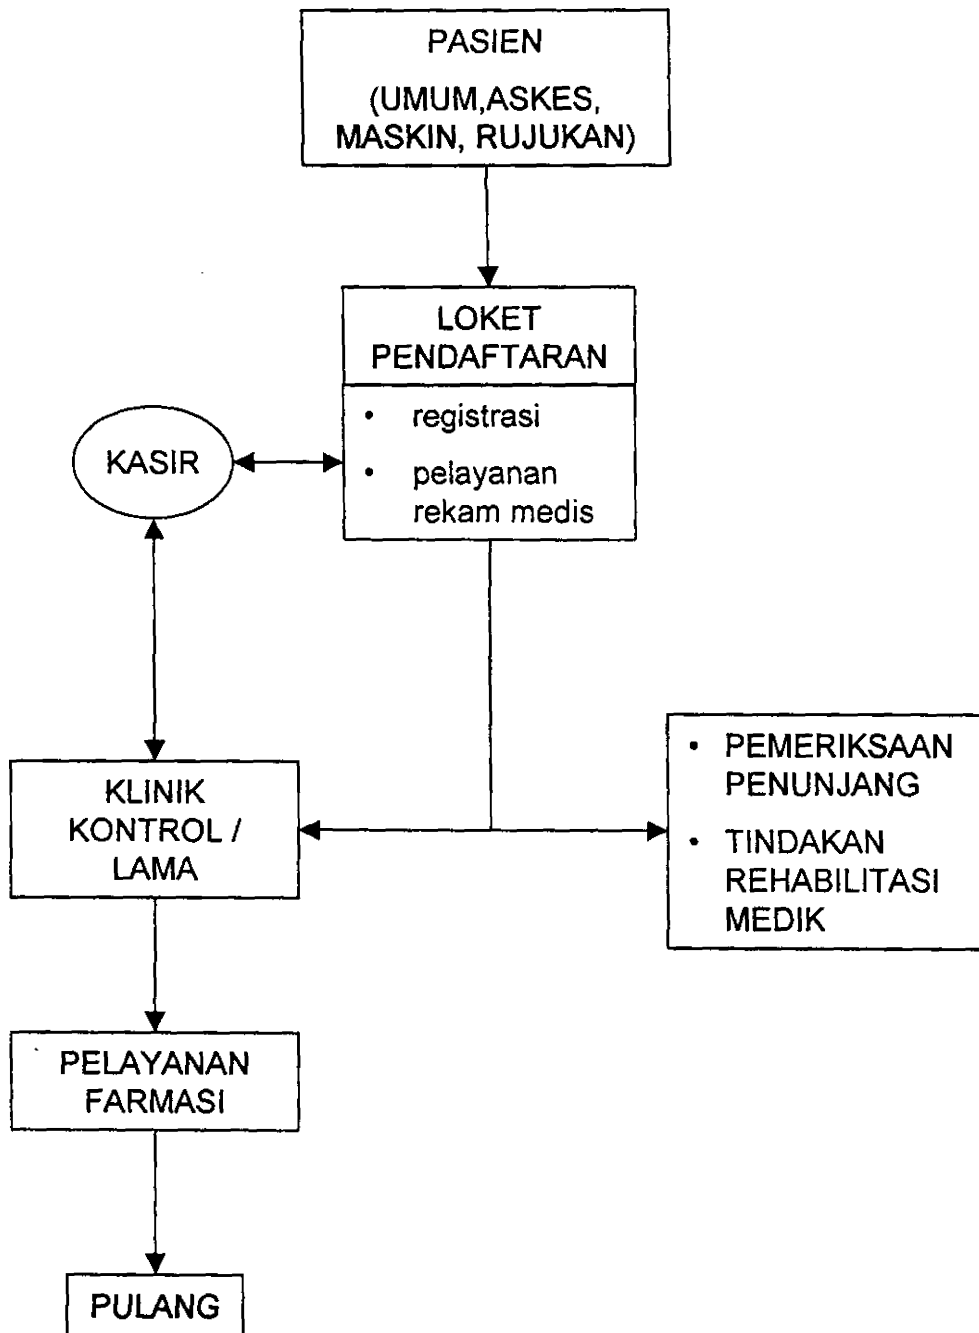 PASIEN
(UMUM,ASKES,
MASKIN, RUJUKAN)
LOKET
PENDAFTARAN
• registrasi
• pelayanan
rekam medis
KASIR
KLINIK
KONTROL /
LAMA
• PEMERIKSAAN
PENUNJANG
• TINDAKAN
REHABILITASI
MEDIK
PELAYANAN
FARMASI
PULANG